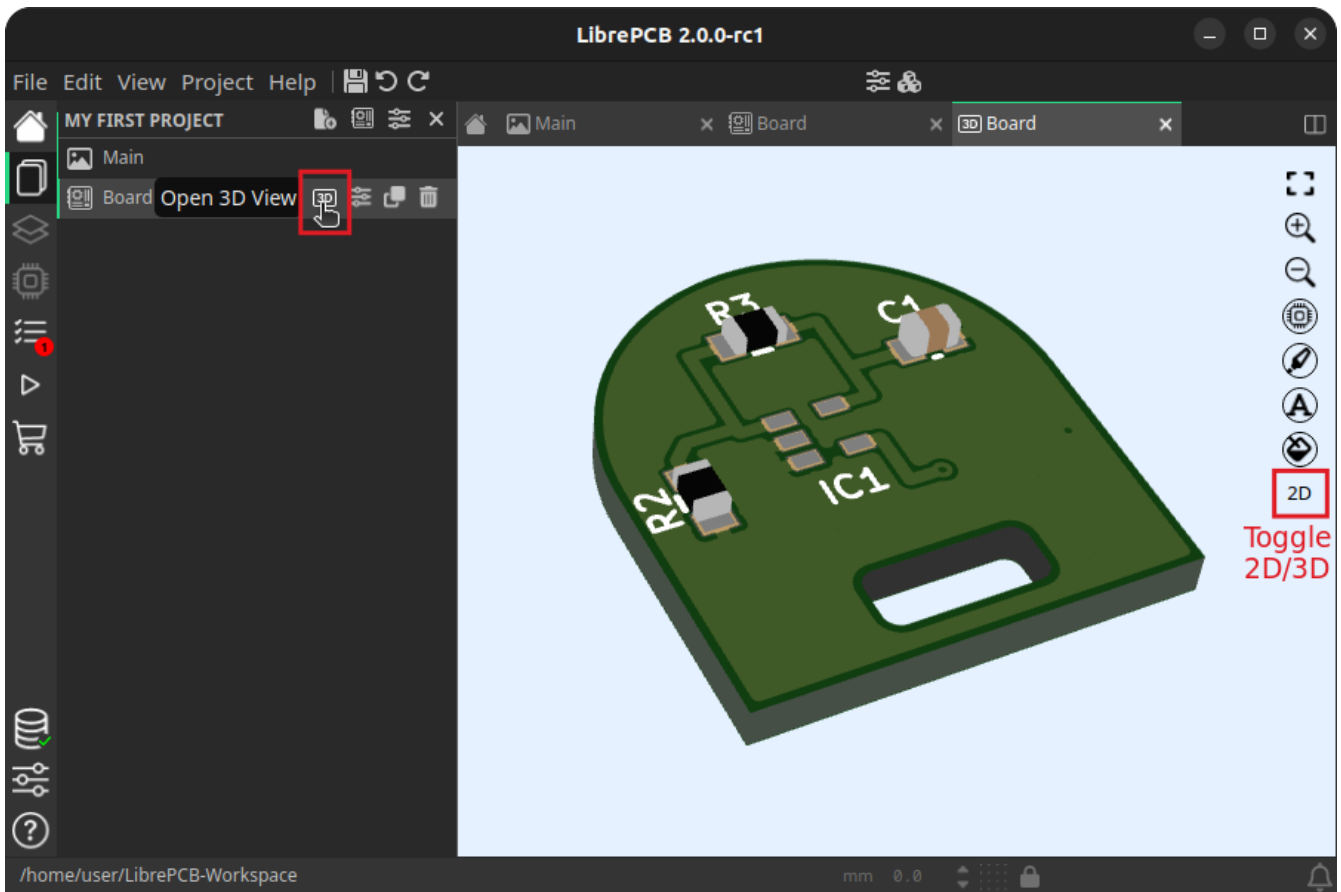 LibrePCB 2.0.0-rc1
File Edit View Project Help
MY FIRST PROJECT
Main
Board
3D Board
Main
Board Open 3D View 3D
1
R3
C1
IC1
R2
A
2D
Toggle
2D/3D
?
/home/user/LibrePCB-Workspace
mm 0.0